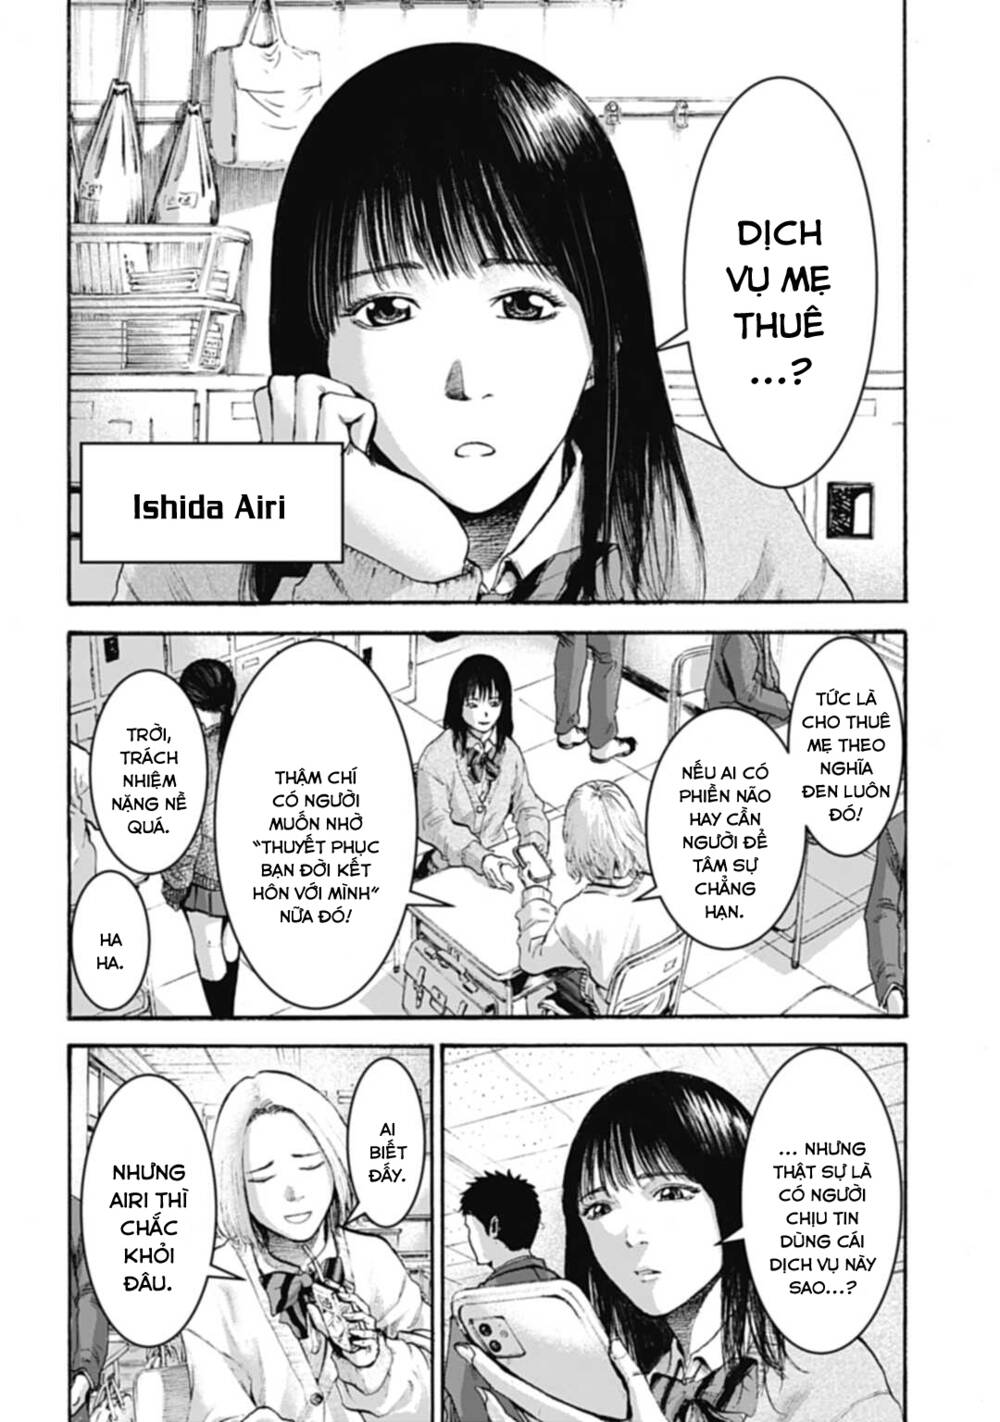 DỊCH
VỤ MẸ
THUÊ
...?
Ishida Airi
TỨC LÀ
CHO THUÊ
MẸ THEO
NGHĨA
ĐEN LUÔN
ĐÓ!
NẾU AI CÓ
PHIỀN NÃO
HAY CẦN
NGƯỜI ĐỂ
TÂM SỰ
CHẲNG
HẠN.
THẬM CHÍ
CÓ NGƯỜI
MUỐN NHỜ
“THUYẾT PHỤC
BẠN ĐỜI KẾT
HÔN VỚI MÌNH”
NỮA ĐÓ!
TRỜI,
TRÁCH
NHIỆM
NẶNG NỀ
QUÁ.
HA
HA.
... NHƯNG
THẬT SỰ LÀ
CÓ NGƯỜI
CHỊU TIN
DÙNG CÁI
DỊCH VỤ NÀY
SAO...?
AI
BIẾT
ĐẤY.
NHƯNG
AIRI THÌ
CHẮC
KHỎI
ĐÂU.